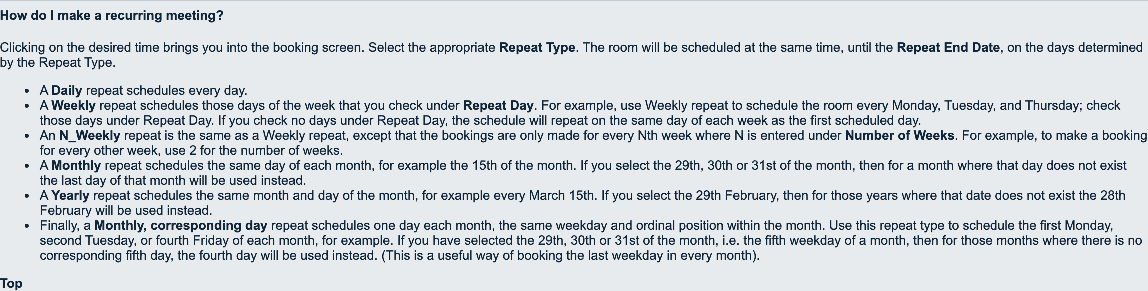 How do I make a recurring meeting?
Clicking on the desired time brings you into the booking screen. Select the appropriate Repeat Type. The room will be scheduled at the same time, until the Repeat End Date, on the days determined
by the Repeat Type.
• A Daily repeat schedules every day.
• A Weekly repeat schedules those days of the week that you check under Repeat Day. For example, use Weekly repeat to schedule the room every Monday, Tuesday, and Thursday; check
those days under Repeat Day. If you check no days under Repeat Day, the schedule will repeat on the same day of each week as the first scheduled day.
• An N_Weekly repeat is the same as a Weekly repeat, except that the bookings are only made for every Nth week where N is entered under Number of Weeks. For example, to make a booking
for every other week, use 2 for the number of weeks.
• A Monthly repeat schedules the same day of each month, for example the 15th of the month. If you select the 29th, 30th or 31st of the month, then for a month where that day does not exist
the last day of that month will be used instead.
• A Yearly repeat schedules the same month and day of the month, for example every March 15th. If you select the 29th February, then for those years where that date does not exist the 28th
February will be used instead.
• Finally, a Monthly, corresponding day repeat schedules one day each month, the same weekday and ordinal position within the month. Use this repeat type to schedule the first Monday,
second Tuesday, or fourth Friday of each month, for example. If you have selected the 29th, 30th or 31st of the month, i.e. the fifth weekday of a month, then for those months where there is no
corresponding fifth day, the fourth day will be used instead. (This is a useful way of booking the last weekday in every month).
Top